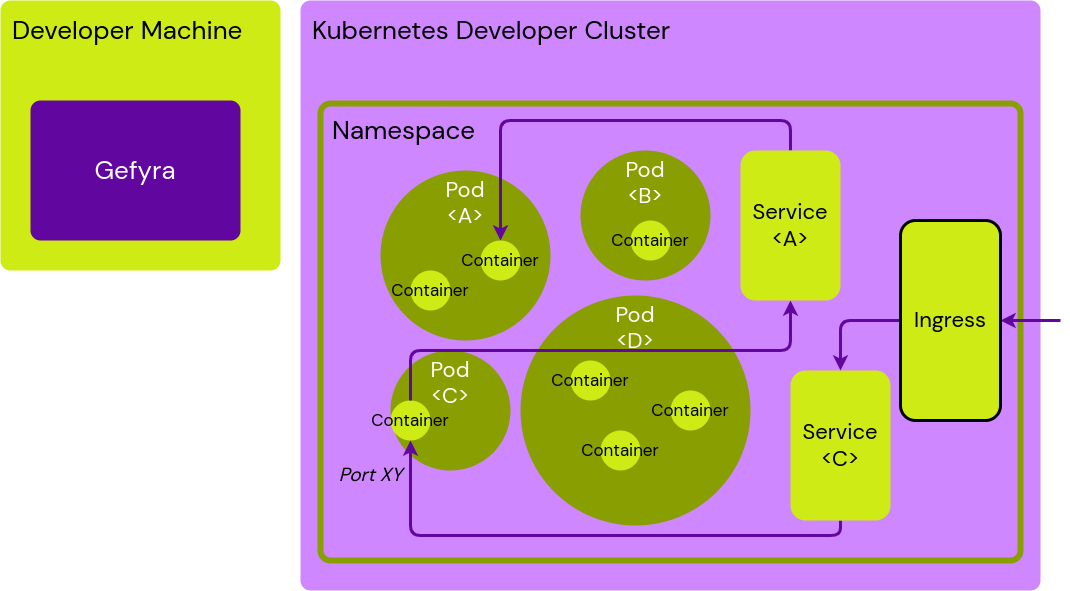 Developer Machine
Gefyra
Kubernetes Developer Cluster
Namespace
Pod
<A>
Container
Container
Pod
<B>
Container
Service
<A>
Ingress
Pod
<C>
Container
Port XY
Pod
<D>
Container
Container
Container
Service
<C>